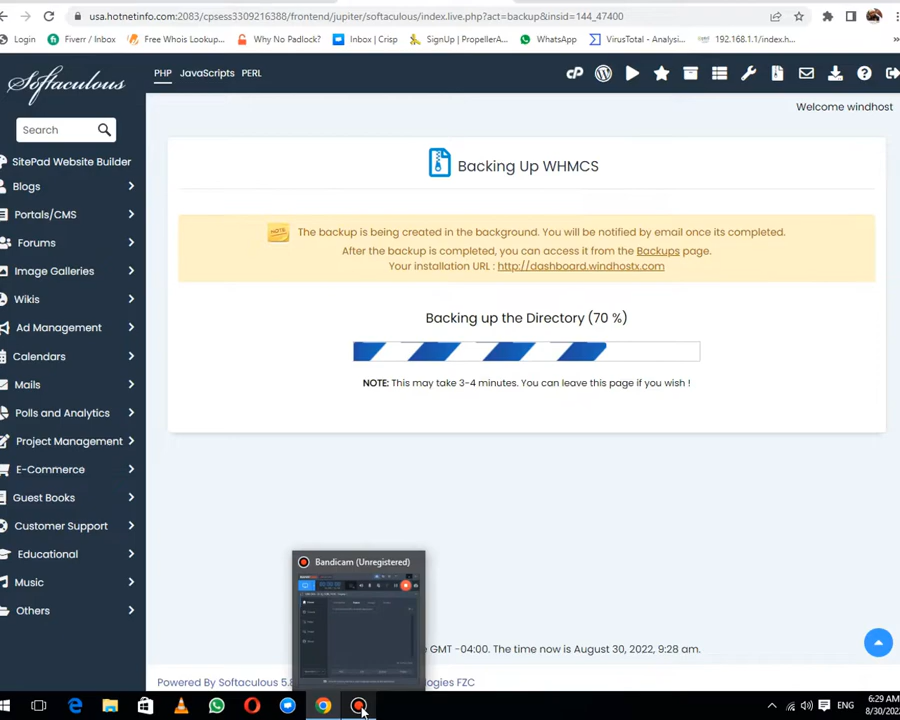 usa.hotnetinfo.com:2083/cpsess3309216388/frontend/jupiter/softaculous/index.live.php?act=backup&insid=144_47400
Login
Fiverr / Inbox
Free Whois Lookup...
Why No Padlock?
Inbox | Crisp
SignUp | PropellerA...
WhatsApp
VirusTotal - Analysi...
192.168.1.1/index.h...
Softaculous
PHP JavaScripts PERL
Welcome windhost
Search
SitePad Website Builder
Blogs
Portals/CMS
Forums
Image Galleries
Wikis
Ad Management
Calendars
Mails
Polls and Analytics
Project Management
E-Commerce
Guest Books
Customer Support
Educational
Music
Others
Backing Up WHMCS
NOTE
The backup is being created in the background. You will be notified by email once its completed.
After the backup is completed, you can access it from the Backups page.
Your installation URL : http://dashboard.windhostx.com
Backing up the Directory (70 %)
NOTE: This may take 3-4 minutes. You can leave this page if you wish !
Bandicam (Unregistered)
GMT -04:00. The time now is August 30, 2022, 9:28 am.
Powered By Softaculous 5.
ogies FZC
6:29 AM
8/30/202